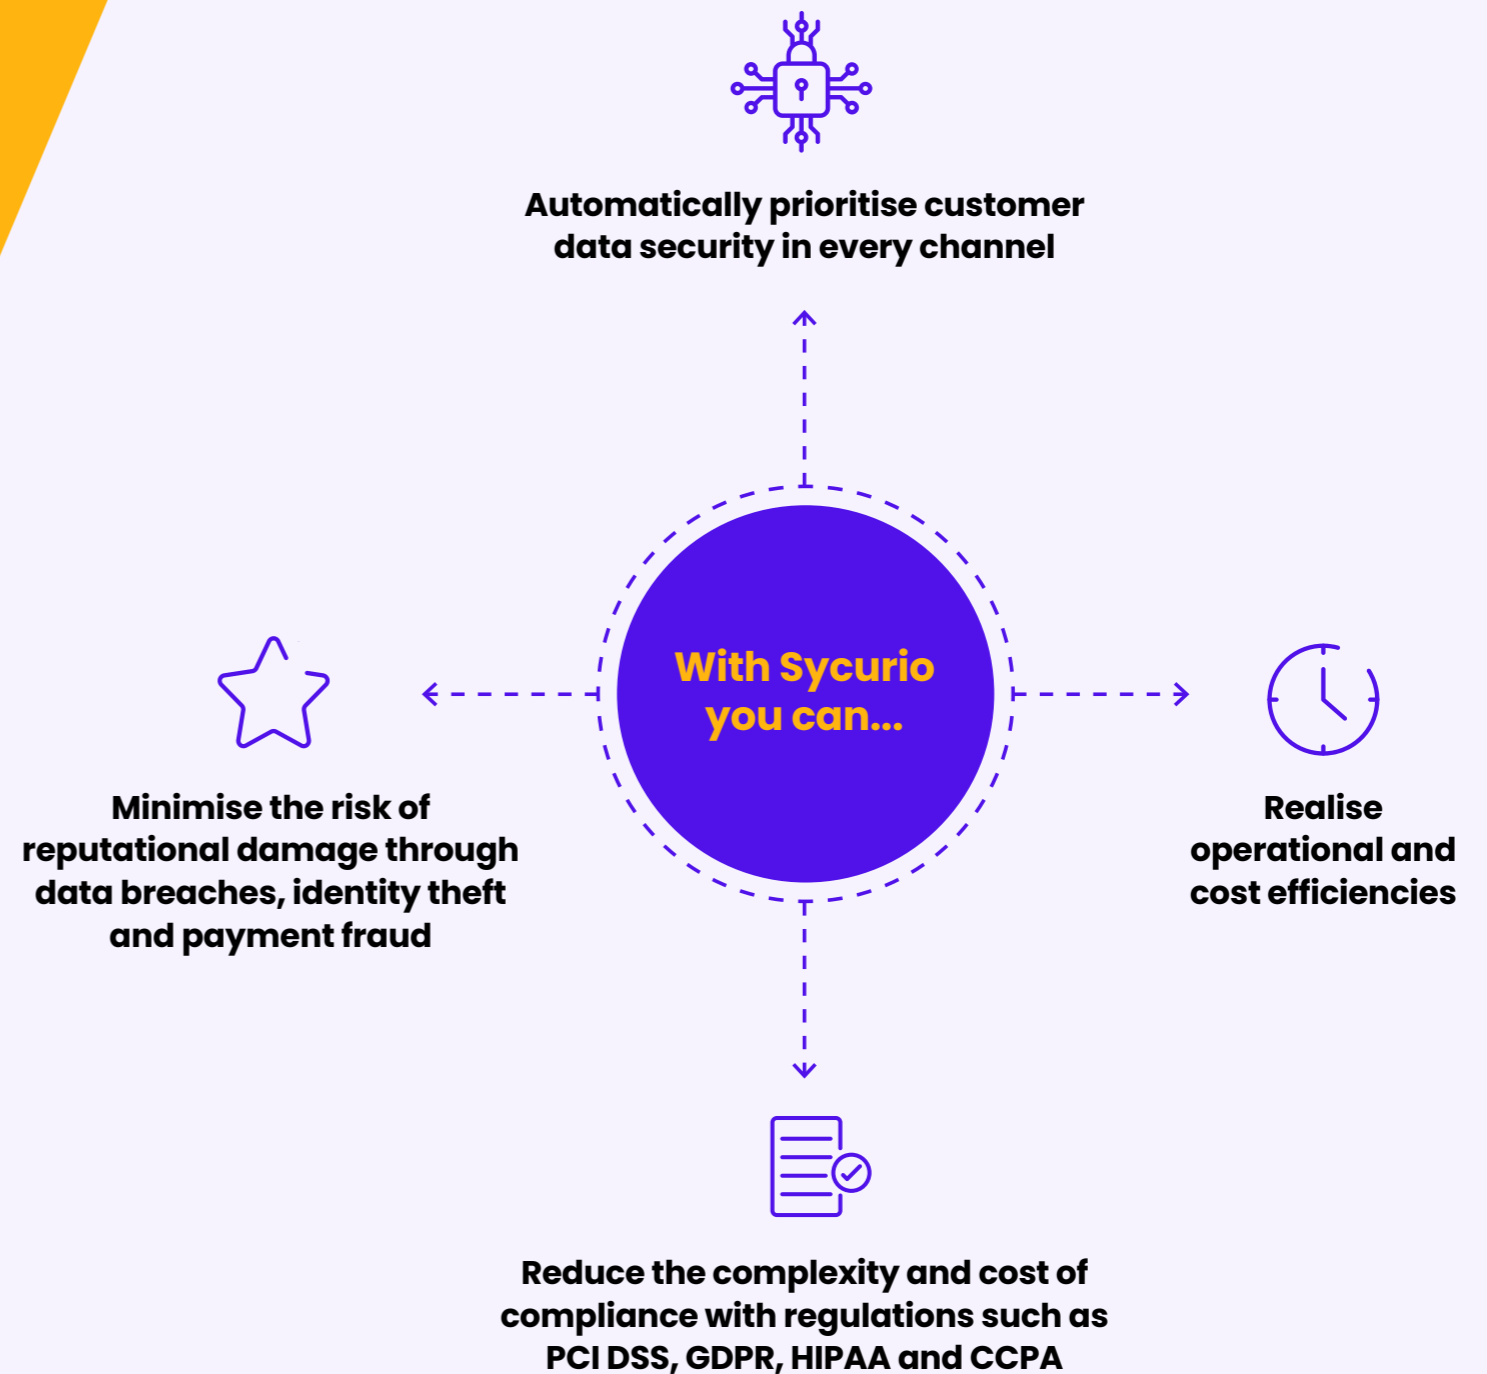 Automatically prioritise customer
data security in every channel
With Sycurio
you can...
Minimise the risk of
reputational damage through
data breaches, identity theft
and payment fraud
Realise
operational and
cost efficiencies
Reduce the complexity and cost of
compliance with regulations such as
PCI DSS, GDPR, HIPAA and CCPA